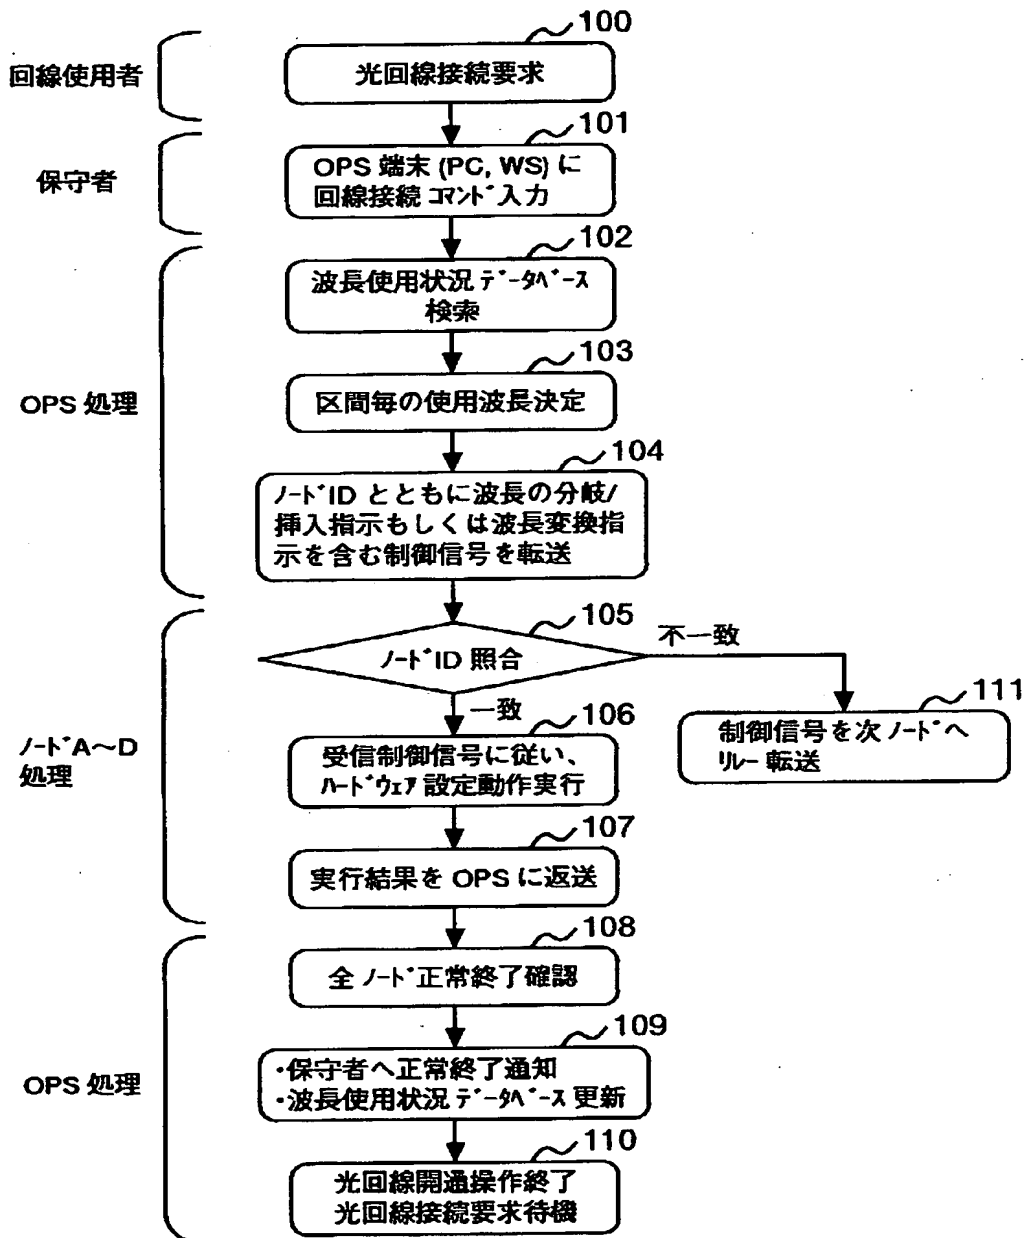 100
回線使用者
光回線接続要求
101
保守者
OPS 端末 (PC, WS) に
回線接続 コマンド入力
102
波長使用状況 データベース
検索
103
OPS 処理
区間毎の使用波長決定
104
ノードID とともに波長の分岐/
挿入指示もしくは波長変換指
示を含む制御信号を転送
105
不一致
ノードID 照合
111
一致
106
制御信号を次ノードへ
リレー転送
ノードA〜D
処理
受信制御信号に従い、
ハードウェア 設定動作実行
107
実行結果を OPS に返送
108
全ノード正常終了確認
109
OPS 処理
・保守者へ正常終了通知
・波長使用状況 データベース 更新
110
光回線開通操作終了
光回線接続要求待機